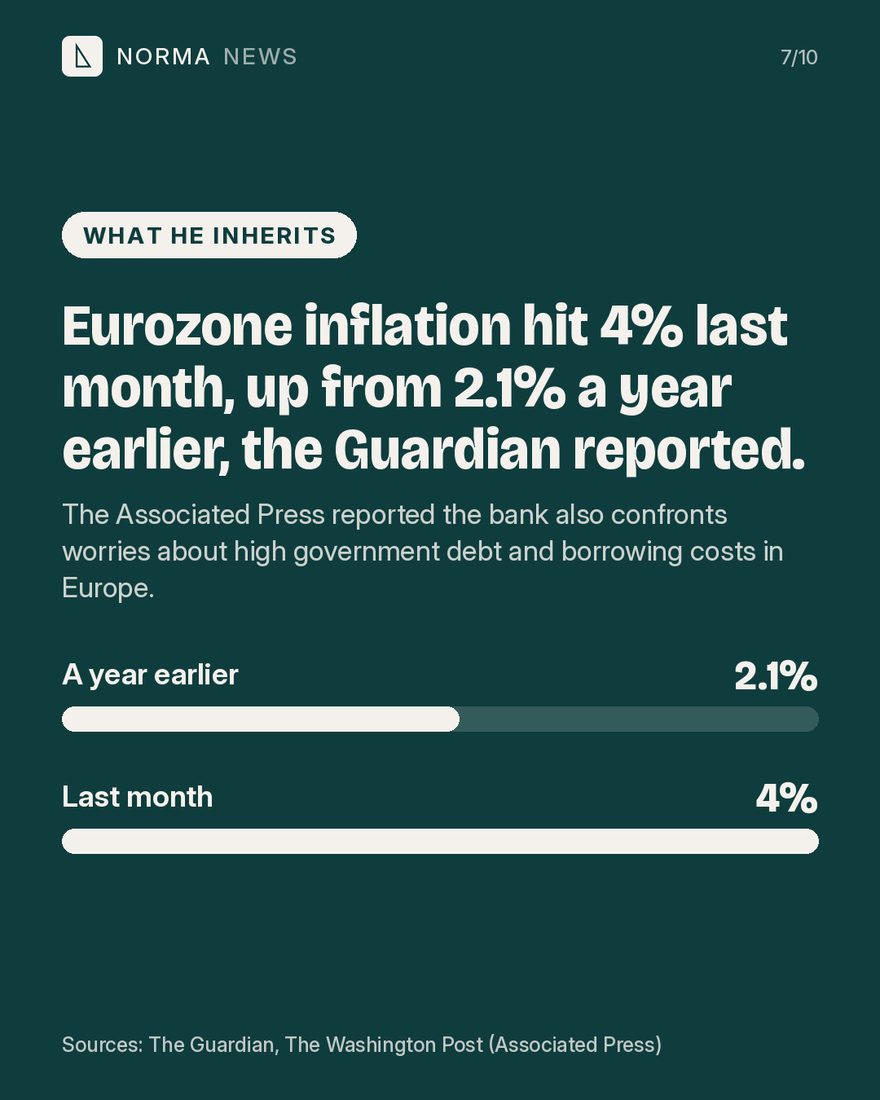 NORMA NEWS
7/10
WHAT HE INHERITS
Eurozone inflation hit 4% last
month, up from 2.1% a year
earlier, the Guardian reported.
The Associated Press reported the bank also confronts
worries about high government debt and borrowing costs in
Europe.
A year earlier
2.1%
Last month
4%
Sources: The Guardian, The Washington Post (Associated Press)